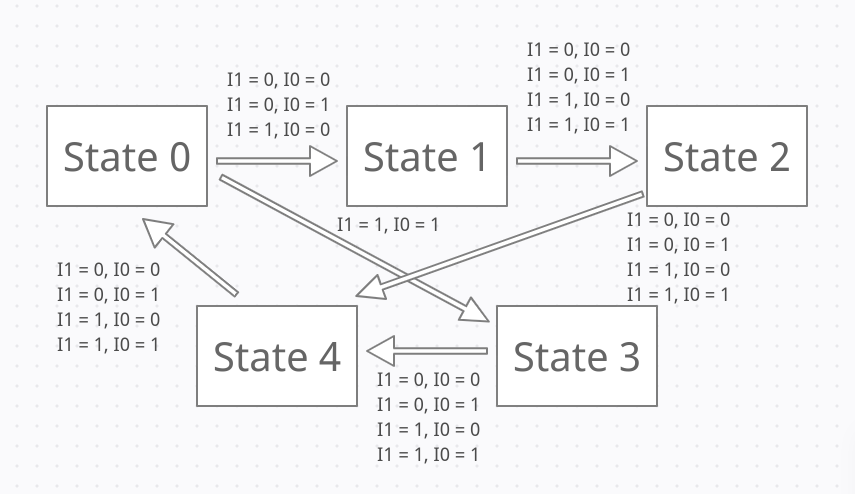 I1 = 0, I0 = 0
I1 = 0, I0 = 1
I1 = 1, I0 = 0
I1 = 0, I0 = 0
I1 = 0, I0 = 1
I1 = 1, I0 = 0
I1 = 1, I0 = 1
State 0
State 1
State 2
I1 = 1, I0 = 1
I1 = 0, I0 = 0
I1 = 0, I0 = 1
I1 = 1, I0 = 0
I1 = 1, I0 = 1
I1 = 0, I0 = 0
I1 = 0, I0 = 1
I1 = 1, I0 = 0
I1 = 1, I0 = 1
State 4
State 3
I1 = 0, I0 = 0
I1 = 0, I0 = 1
I1 = 1, I0 = 0
I1 = 1, I0 = 1